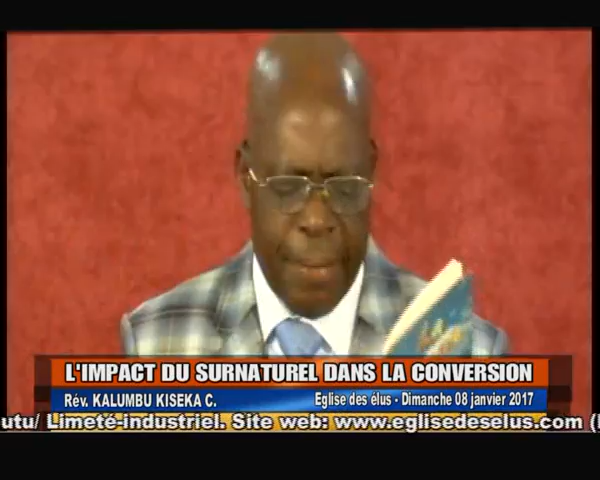 L'IMPACT DU SURNATUREL DANS LA CONVERSION
Rév. KALUMBU KISEKA C. Eglise des élus - Dimanche 08 janvier 2017
utu/ Limeté-industriel. Site web: www.eglisedeselus.com (